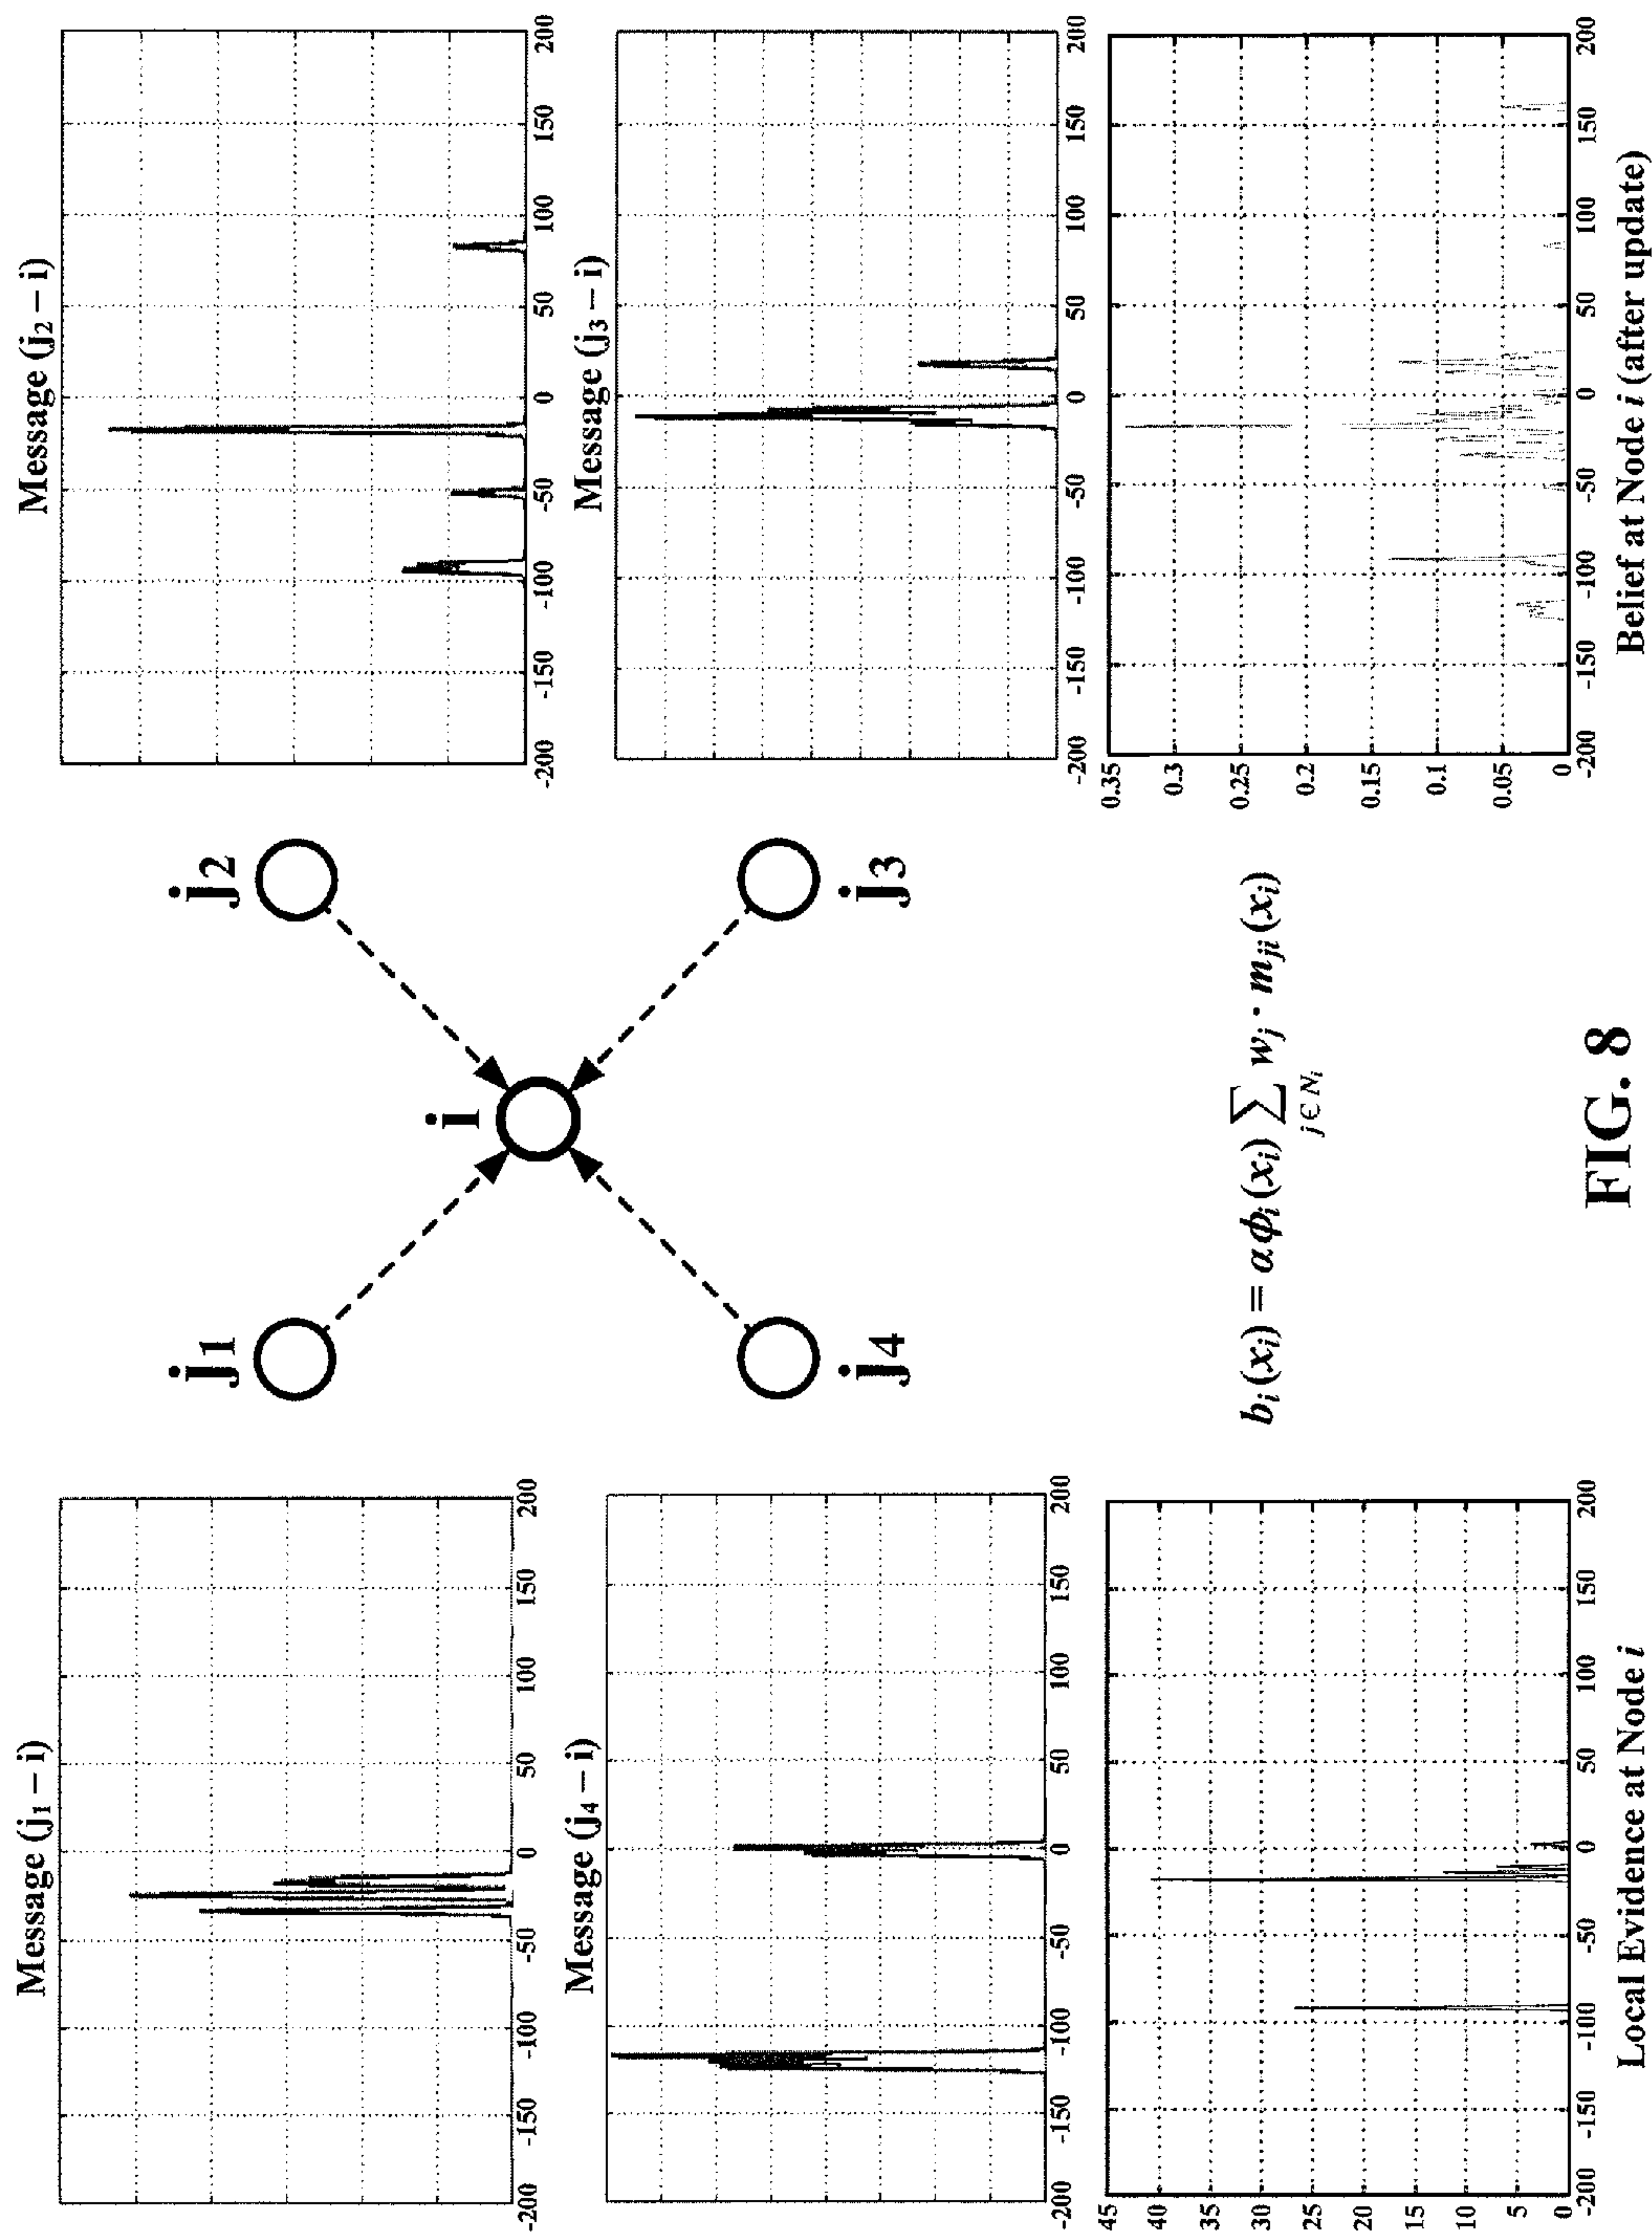 Message (j1 – i)
-200 -150 -100 -50 0 50 100 150 200
j1
j2
i
j4
j3
Message (j2 – i)
-200 -150 -100 -50 0 50 100 150 200
Message (j4 – i)
-200 -150 -100 -50 0 50 100 150 200
Message (j3 – i)
-200 -150 -100 -50 0 50 100 150 200
45
40
35
30
25
20
15
10
5
0
-200 -150 -100 -50 0 50 100 150 200
Local Evidence at Node i
bi(xi) = αϕi(xi) ∑ wj · mji(xi)
j∈Ni
0.35
0.3
0.25
0.2
0.15
0.1
0.05
0
-200 -150 -100 -50 0 50 100 150 200
Belief at Node i (after update)
FIG. 8